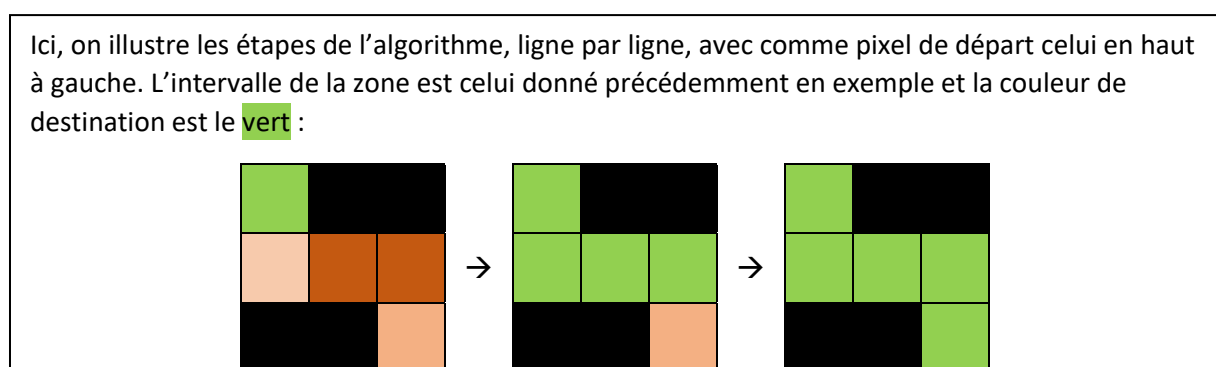 Ici, on illustre les étapes de l’algorithme, ligne par ligne, avec comme pixel de départ celui en haut
à gauche. L’intervalle de la zone est celui donné précédemment en exemple et la couleur de
destination est le vert :
→ →